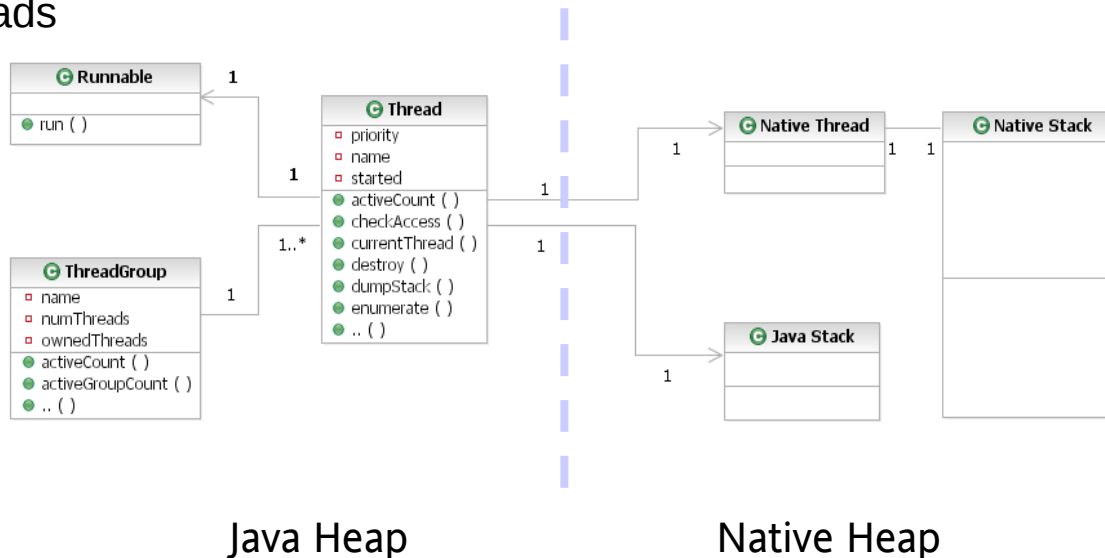 ads
Runnable
run ( )
1
Thread
priority
name
started
activeCount ( )
checkAccess ( )
currentThread ( )
destroy ( )
dumpStack ( )
enumerate ( )
.. ( )
1
1..*
ThreadGroup
name
numThreads
ownedThreads
activeCount ( )
activeGroupCount ( )
.. ( )
1
1
1
Native Thread
1
1
1
Native Stack
Java Stack
1
Java Heap
Native Heap